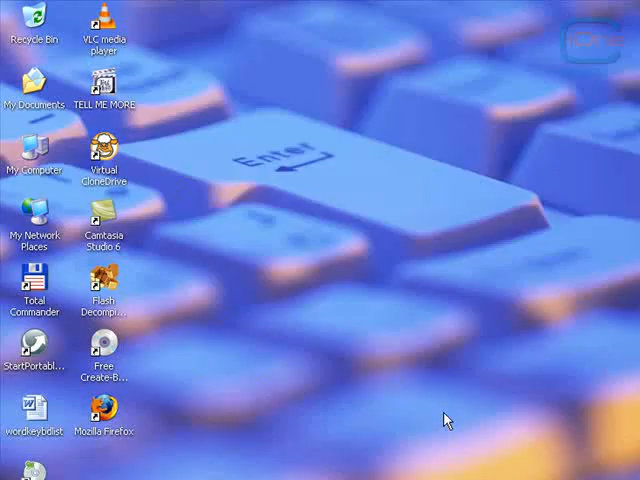 Recycle Bin
VLC media
player
My Documents
TELL ME MORE
My Computer
Virtual
CloneDrive
My Network
Places
Camtasia
Studio 6
Total
Commander
Flash
Decompi...
StartPortabl...
Free
Create-B...
wordkeybdlist
Mozilla Firefox
Enter